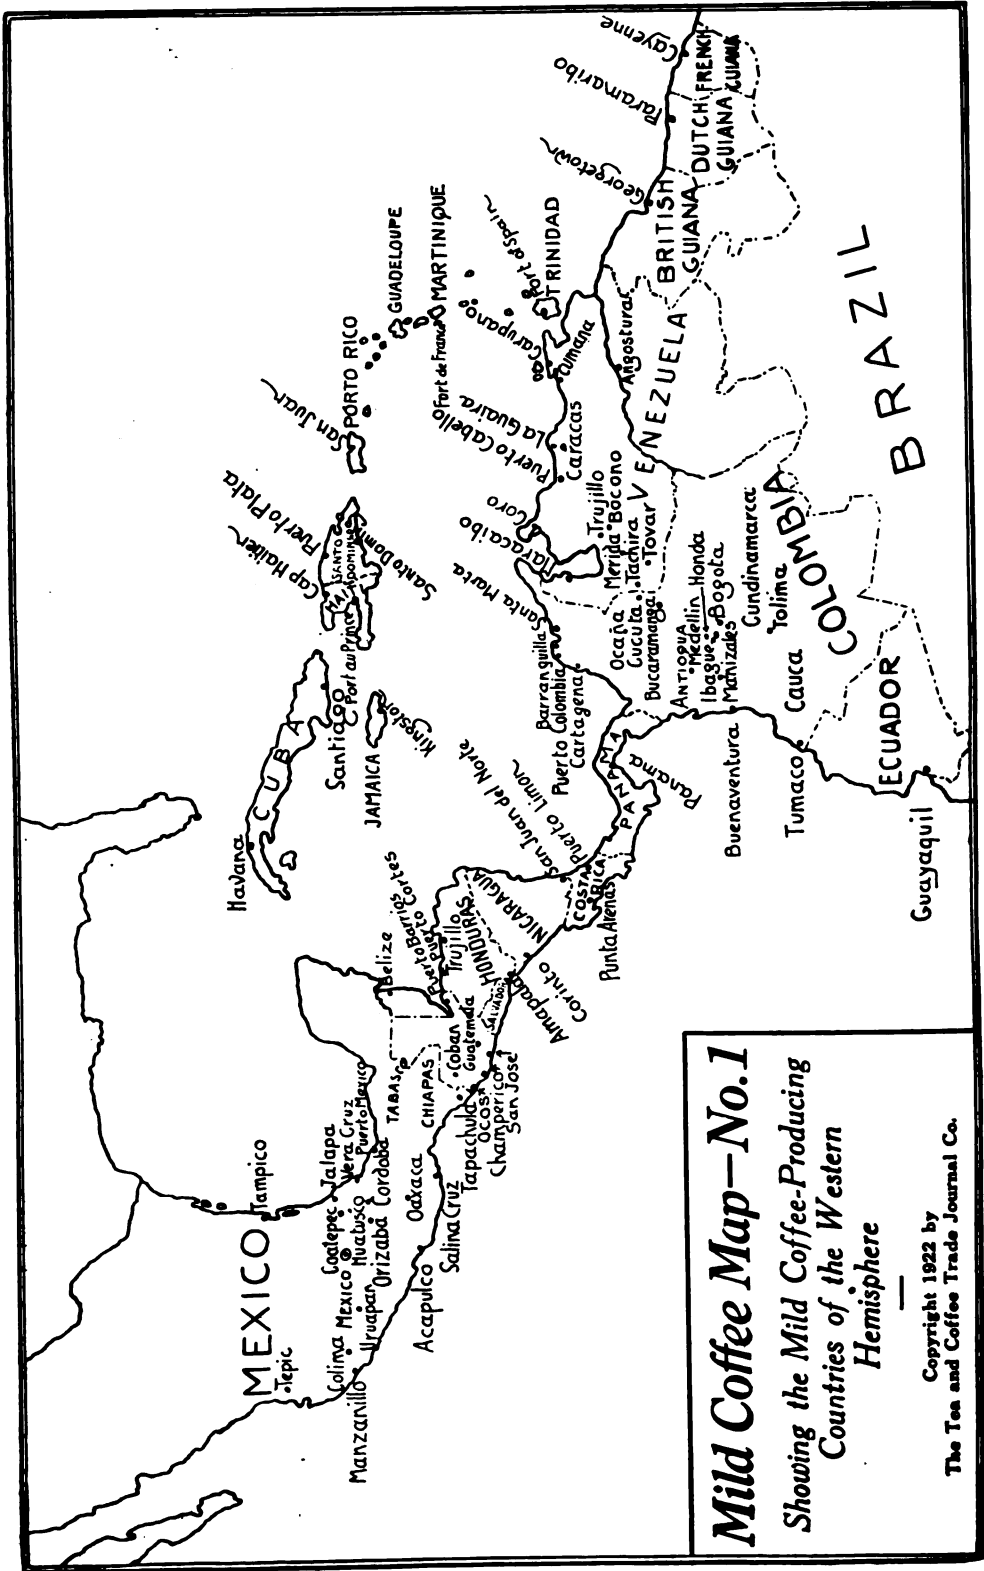 Mild Coffee Map—No.1
Showing the Mild Coffee-Producing
Countries of the Western
Hemisphere
Copyright 1922 by
The Tea and Coffee Trade Journal Co.
MEXICO
Tepic
Tampico
Colima
Manzanillo
MEXICO
Uruapan
Coatepec
Jalapa
Huatusco
Vera Cruz
Puerto Mexico
Orizaba
Cordoba
Acapulco
Oaxaca
Salina Cruz
TABASCO
CHIAPAS
Tapachula
Ocos
Champerico
San José
Coban
Guatemala
Belize
Puerto Barrios
Puerto Cortes
Trujillo
HONDURAS
SALVADOR
Amapala
Corinto
NICARAGUA
San Juan del Norte
Puerto Limon
COSTA
RICA
Punta Arenas
PANAMA
Panama
Havana
CUBA
Santiago
JAMAICA
Kingston
Port au Prince
HAITI
Cap Haitien
SANTO
DOMINGO
Puerto Plata
Santo Domingo
San Juan
PORTO RICO
GUADELOUPE
MARTINIQUE
Fort de France
Port of Spain
TRINIDAD
Carupano
Cumana
La Guaira
Puerto Cabello
Caracas
Coro
Maracaibo
Santa Marta
Barranquilla
Puerto Colombia
Cartagena
Trujillo
Bocono
Merida
Tachira
Tovar
Angostura
VENEZUELA
Ocaña
Cucuta
Bucaramanga
ANTIOQUA
Medellin
Honda
Ibague
Bogota
Manizales
Cundinamarca
Tolima
COLOMBIA
Cauca
Buenaventura
Tumaco
ECUADOR
Guayaquil
BRAZIL
Georgetown
BRITISH
GUIANA
Paramaribo
DUTCH
GUIANA
Cayenne
FRENCH
GUIANA